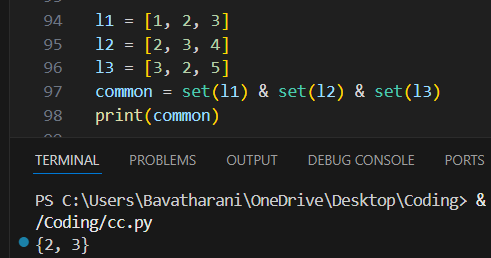 94 l1 = [1, 2, 3]
95 l2 = [2, 3, 4]
96 l3 = [3, 2, 5]
97 common = set(l1) & set(l2) & set(l3)
98 print(common)
TERMINAL PROBLEMS OUTPUT DEBUG CONSOLE PORTS
PS C:\Users\Bavatharani\OneDrive\Desktop\Coding> &
/Coding/cc.py
{2, 3}